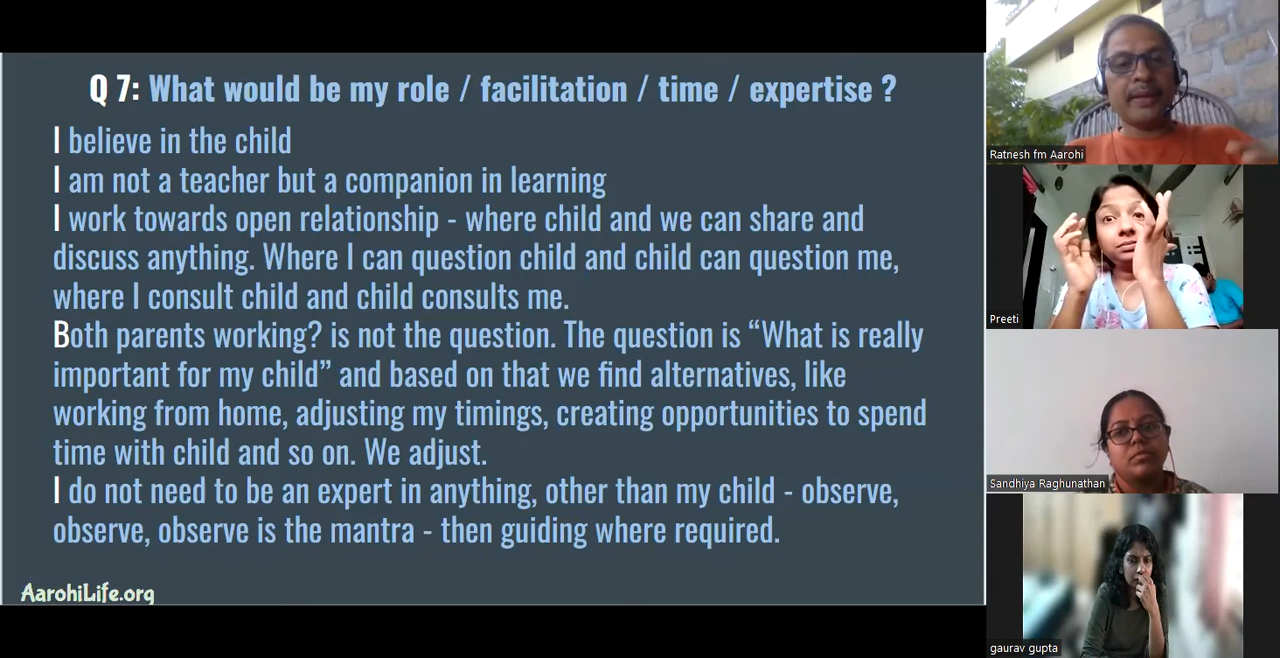 Q 7: What would be my role / facilitation / time / expertise ?
I believe in the child
I am not a teacher but a companion in learning
I work towards open relationship - where child and we can share and
discuss anything. Where I can question child and child can question me,
where I consult child and child consults me.
Both parents working? is not the question. The question is “What is really
important for my child” and based on that we find alternatives, like
working from home, adjusting my timings, creating opportunities to spend
time with child and so on. We adjust.
I do not need to be an expert in anything, other than my child - observe,
observe, observe is the mantra - then guiding where required.
AarohiLife.org
Ratnesh fm Aarohi
Preeti
Sandhiya Raghunathan
gaurav gupta